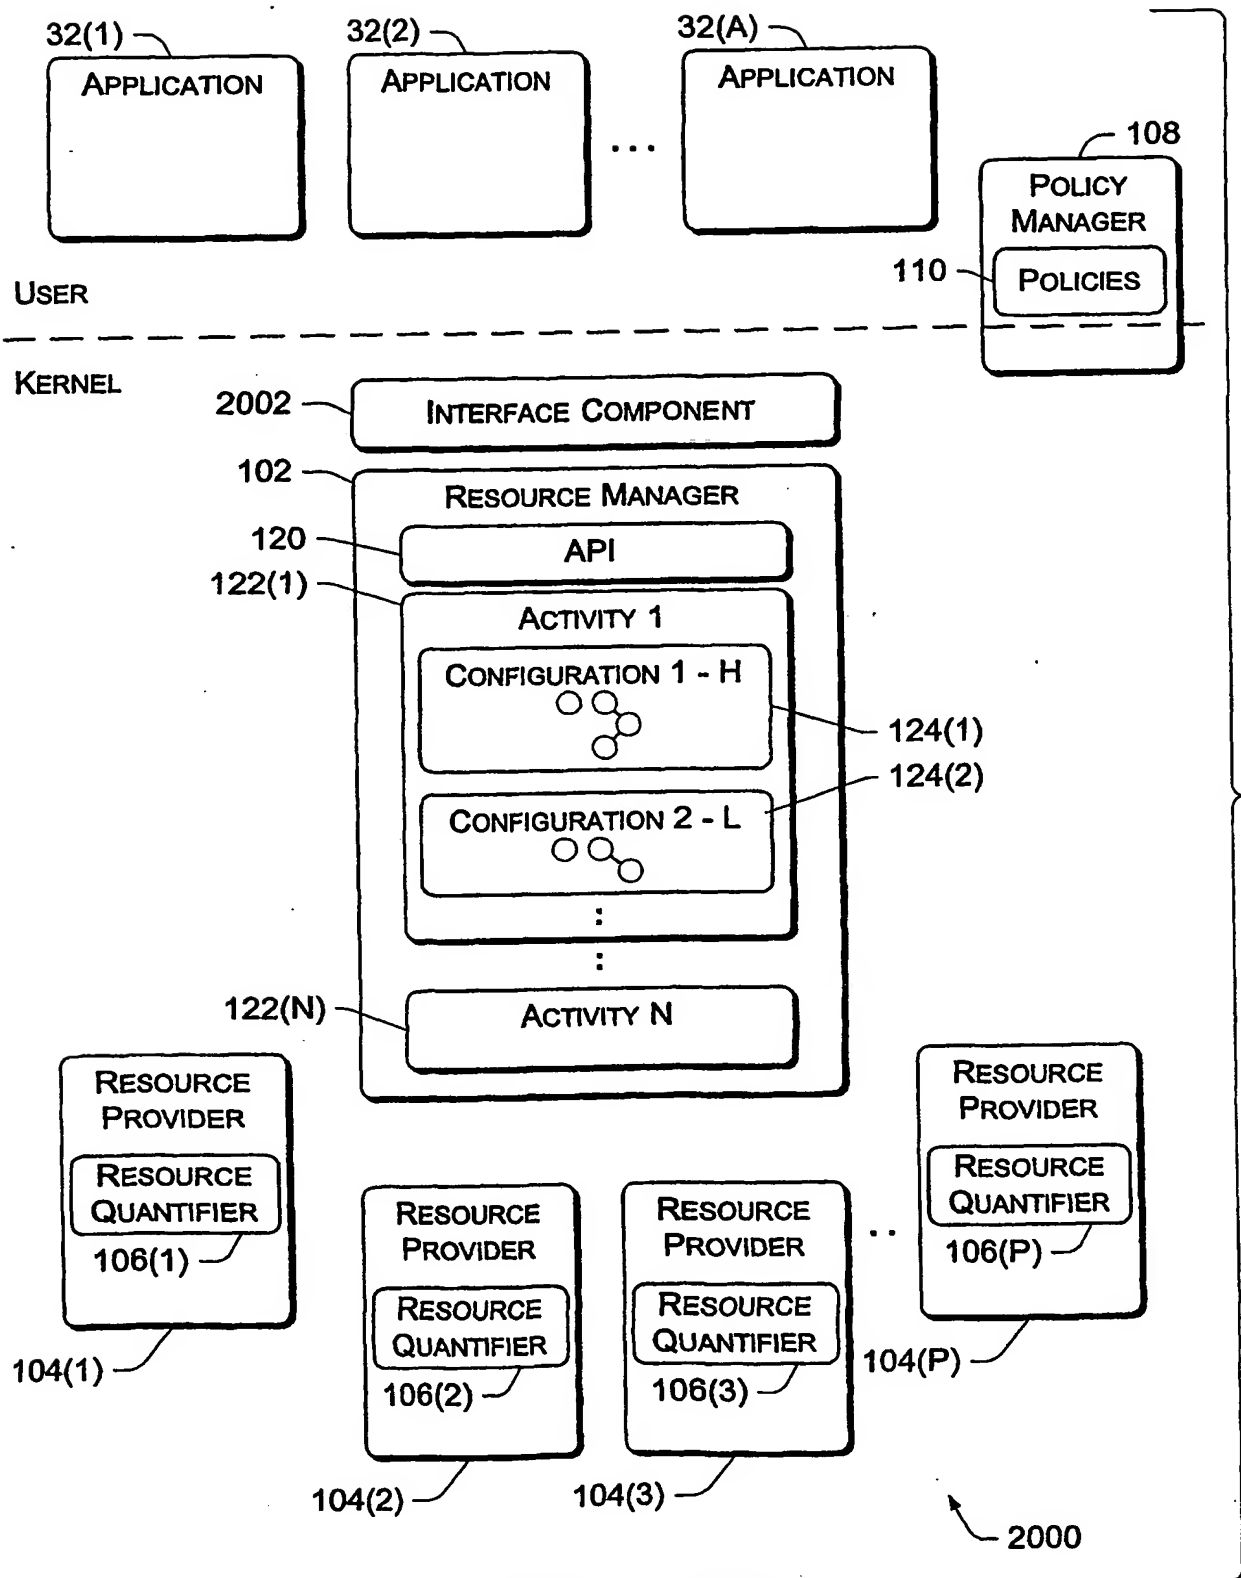 32(1)
32(2)
32(A)
APPLICATION
APPLICATION
APPLICATION
...
108
POLICY
MANAGER
110
POLICIES
USER
KERNEL
2002
INTERFACE COMPONENT
102
RESOURCE MANAGER
120
API
122(1)
ACTIVITY 1
CONFIGURATION 1 - H
124(1)
124(2)
CONFIGURATION 2 - L
122(N)
ACTIVITY N
RESOURCE
PROVIDER
RESOURCE
QUANTIFIER
106(1)
104(1)
RESOURCE
PROVIDER
RESOURCE
QUANTIFIER
106(2)
104(2)
RESOURCE
PROVIDER
RESOURCE
QUANTIFIER
106(3)
104(3)
RESOURCE
PROVIDER
RESOURCE
QUANTIFIER
106(P)
104(P)
2000